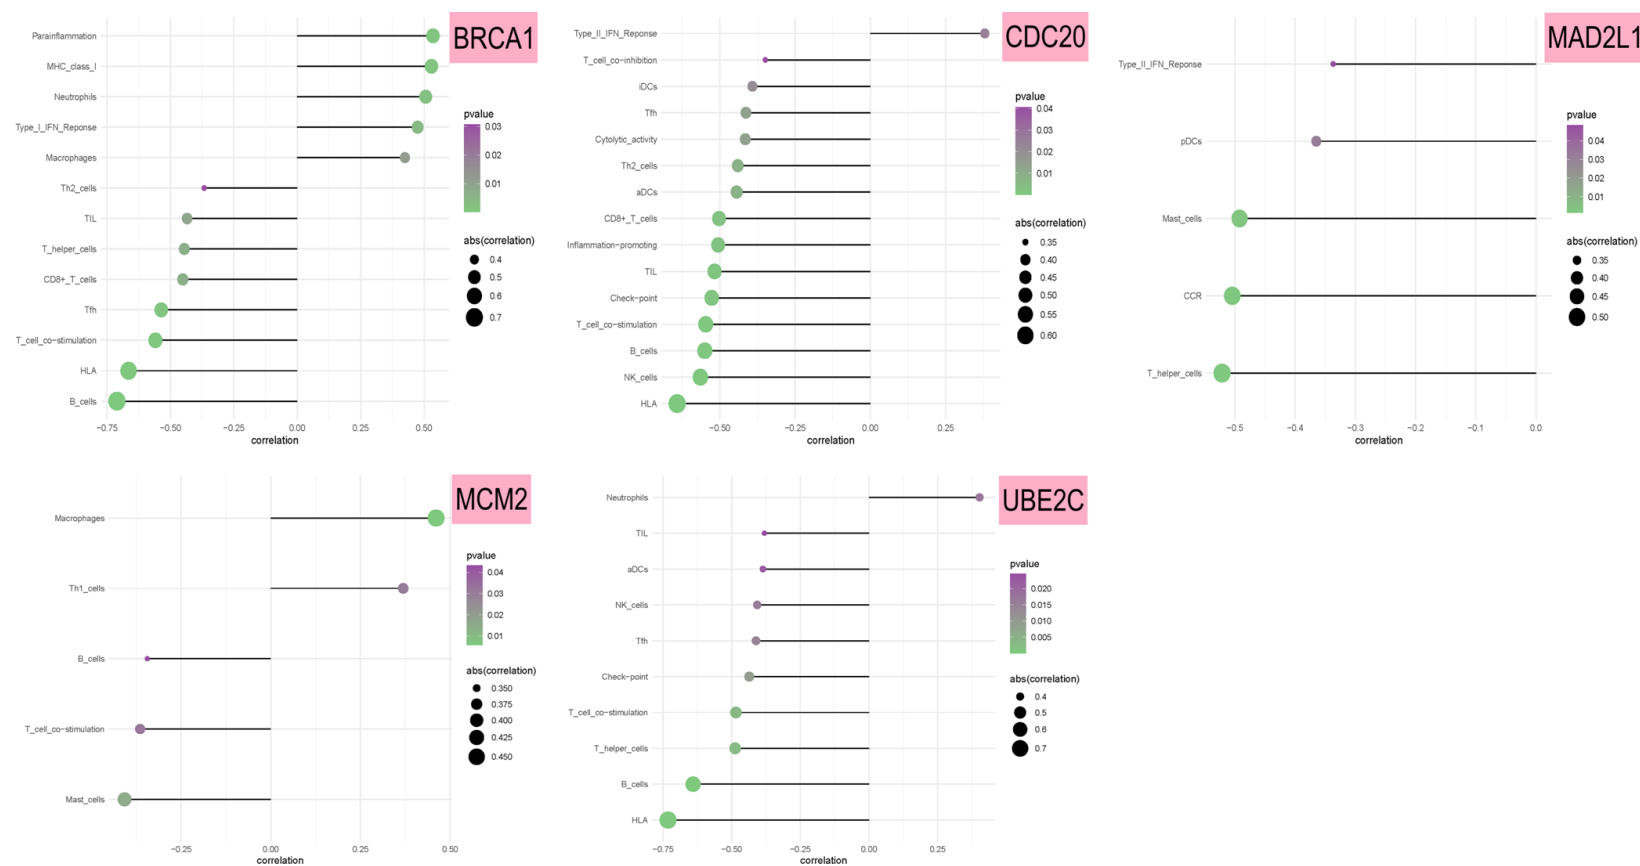 BRCA1
Parainflammation
MHC_class_I
Neutrophils
Type_I_IFN_Reponse
Macrophages
Th2_cells
TIL
T_helper_cells
CD8+_T_cells
Tfh
T_cell_co-stimulation
HLA
B_cells
−0.75 −0.50 −0.25 0.00 0.25 0.50
correlation
pvalue
0.03
0.02
0.01
abs(correlation)
0.4
0.5
0.6
0.7
CDC20
Type_II_IFN_Reponse
T_cell_co-inhibition
iDCs
Tfh
Cytolytic_activity
Th2_cells
aDCs
CD8+_T_cells
Inflammation-promoting
TIL
Check-point
T_cell_co-stimulation
B_cells
NK_cells
HLA
−0.50 −0.25 0.00 0.25
correlation
pvalue
0.04
0.03
0.02
0.01
abs(correlation)
0.35
0.40
0.45
0.50
0.55
0.60
MAD2L1
Type_II_IFN_Reponse
pDCs
Mast_cells
CCR
T_helper_cells
−0.5 −0.4 −0.3 −0.2 −0.1 0.0
correlation
pvalue
0.04
0.03
0.02
0.01
abs(correlation)
0.35
0.40
0.45
0.50
MCM2
Macrophages
Th1_cells
B_cells
T_cell_co-stimulation
Mast_cells
−0.25 0.00 0.25 0.50
correlation
pvalue
0.04
0.03
0.02
0.01
abs(correlation)
0.350
0.375
0.400
0.425
0.450
UBE2C
Neutrophils
TIL
aDCs
NK_cells
Tfh
Check-point
T_cell_co-stimulation
T_helper_cells
B_cells
HLA
−0.75 −0.50 −0.25 0.00 0.25
correlation
pvalue
0.020
0.015
0.010
0.005
abs(correlation)
0.4
0.5
0.6
0.7